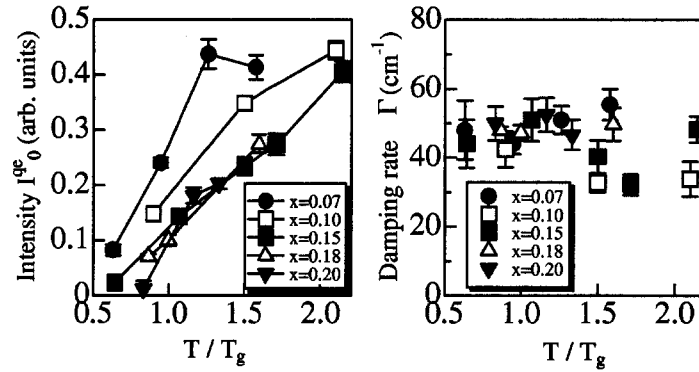 Intensity I^qe_0 (arb. units)
0.5
0.4
0.3
0.2
0.1
0
0.5 1.0 1.5 2.0
T / T_g
x=0.07
x=0.10
x=0.15
x=0.18
x=0.20
Damping rate Γ (cm⁻¹)
80
60
40
20
0
0.5 1.0 1.5 2.0
T / T_g
x=0.07
x=0.10
x=0.15
x=0.18
x=0.20